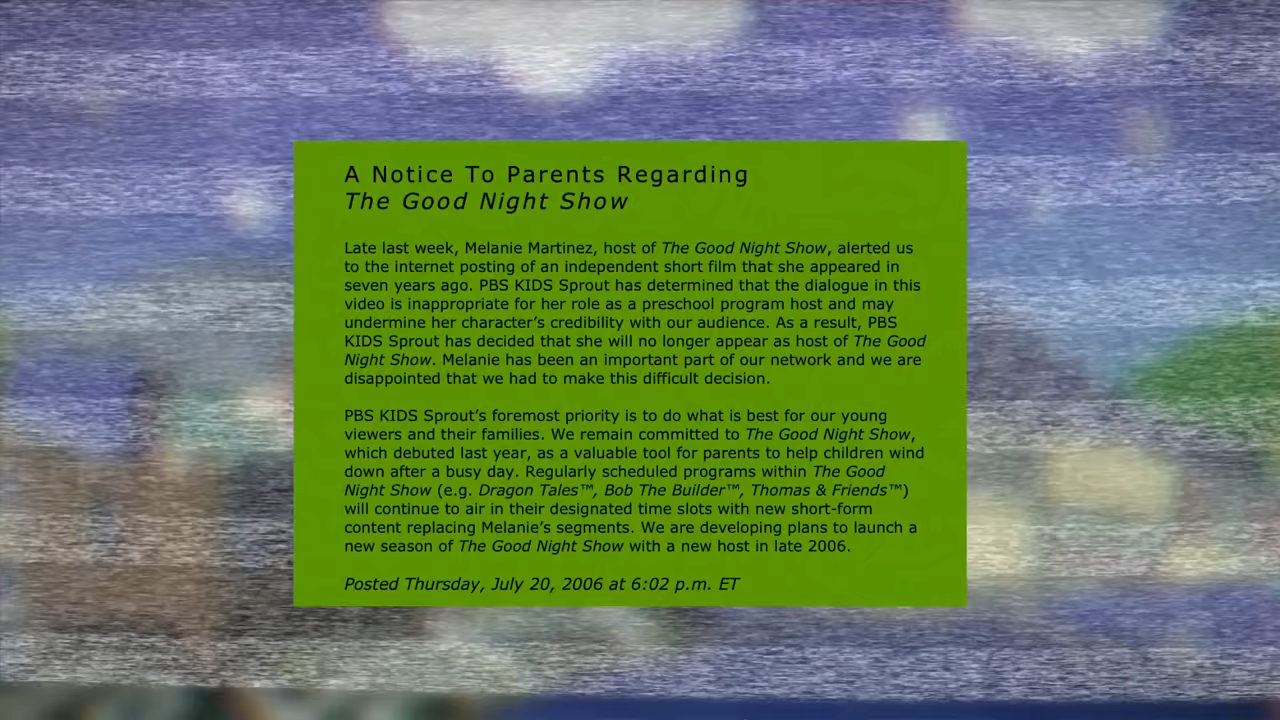 A Notice To Parents Regarding
The Good Night Show
Late last week, Melanie Martinez, host of The Good Night Show, alerted us
to the internet posting of an independent short film that she appeared in
seven years ago. PBS KIDS Sprout has determined that the dialogue in this
video is inappropriate for her role as a preschool program host and may
undermine her character’s credibility with our audience. As a result, PBS
KIDS Sprout has decided that she will no longer appear as host of The Good
Night Show. Melanie has been an important part of our network and we are
disappointed that we had to make this difficult decision.
PBS KIDS Sprout’s foremost priority is to do what is best for our young
viewers and their families. We remain committed to The Good Night Show,
which debuted last year, as a valuable tool for parents to help children wind
down after a busy day. Regularly scheduled programs within The Good
Night Show (e.g. Dragon Tales™, Bob The Builder™, Thomas & Friends™)
will continue to air in their designated time slots with new short-form
content replacing Melanie’s segments. We are developing plans to launch a
new season of The Good Night Show with a new host in late 2006.
Posted Thursday, July 20, 2006 at 6:02 p.m. ET